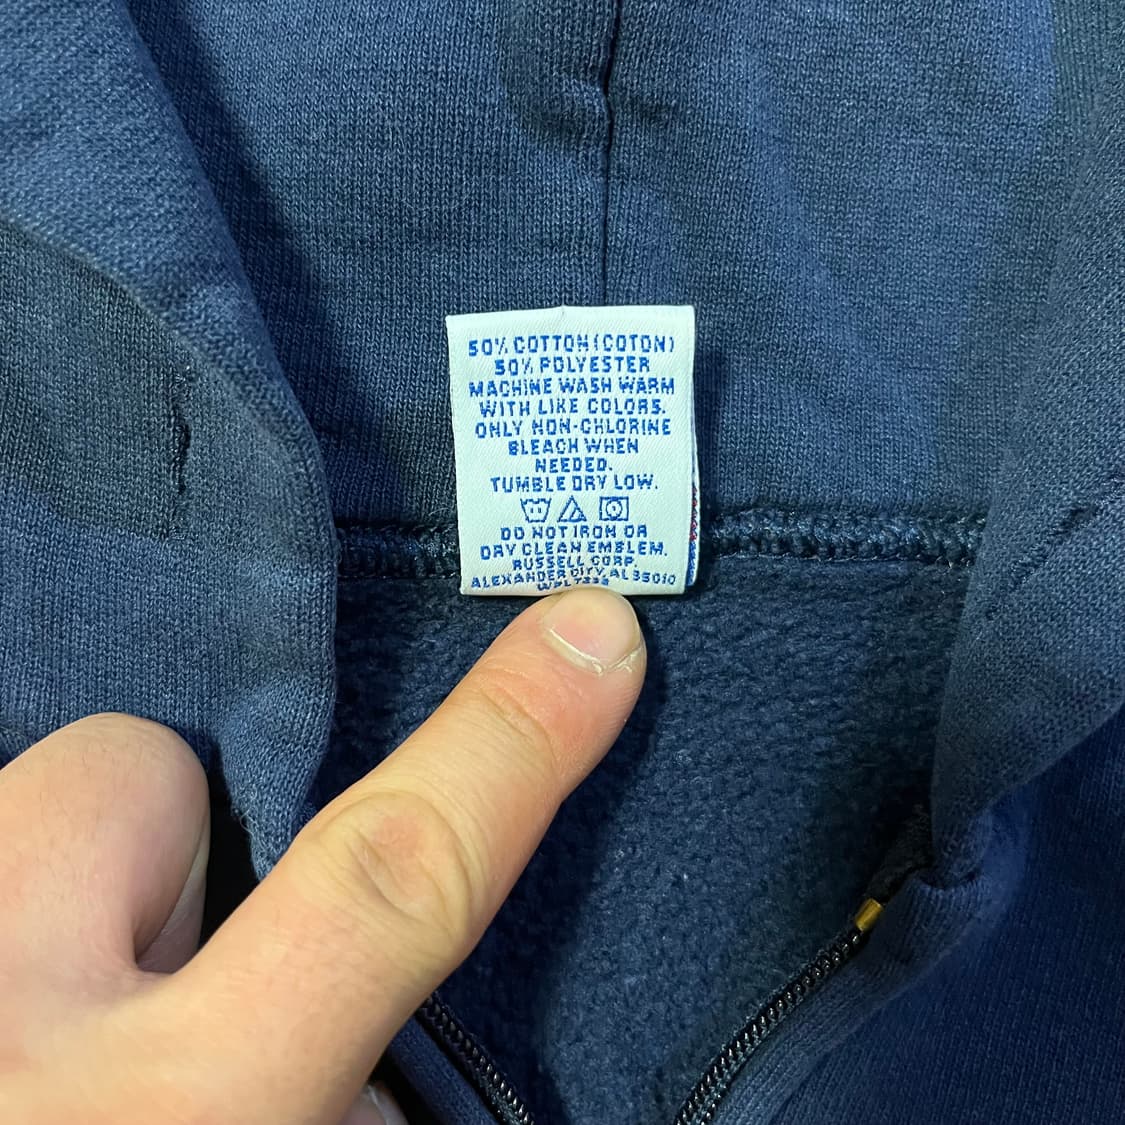 50% COTTON(COTON)
50% POLYESTER
MACHINE WASH WARM
WITH LIKE COLORS.
ONLY NON-CHLORINE
BLEACH WHEN
NEEDED.
TUMBLE DRY LOW.
DO NOT IRON OR
DRY CLEAN EMBLEM.
RUSSELL CORP.
ALEXANDER CITY, AL 35010